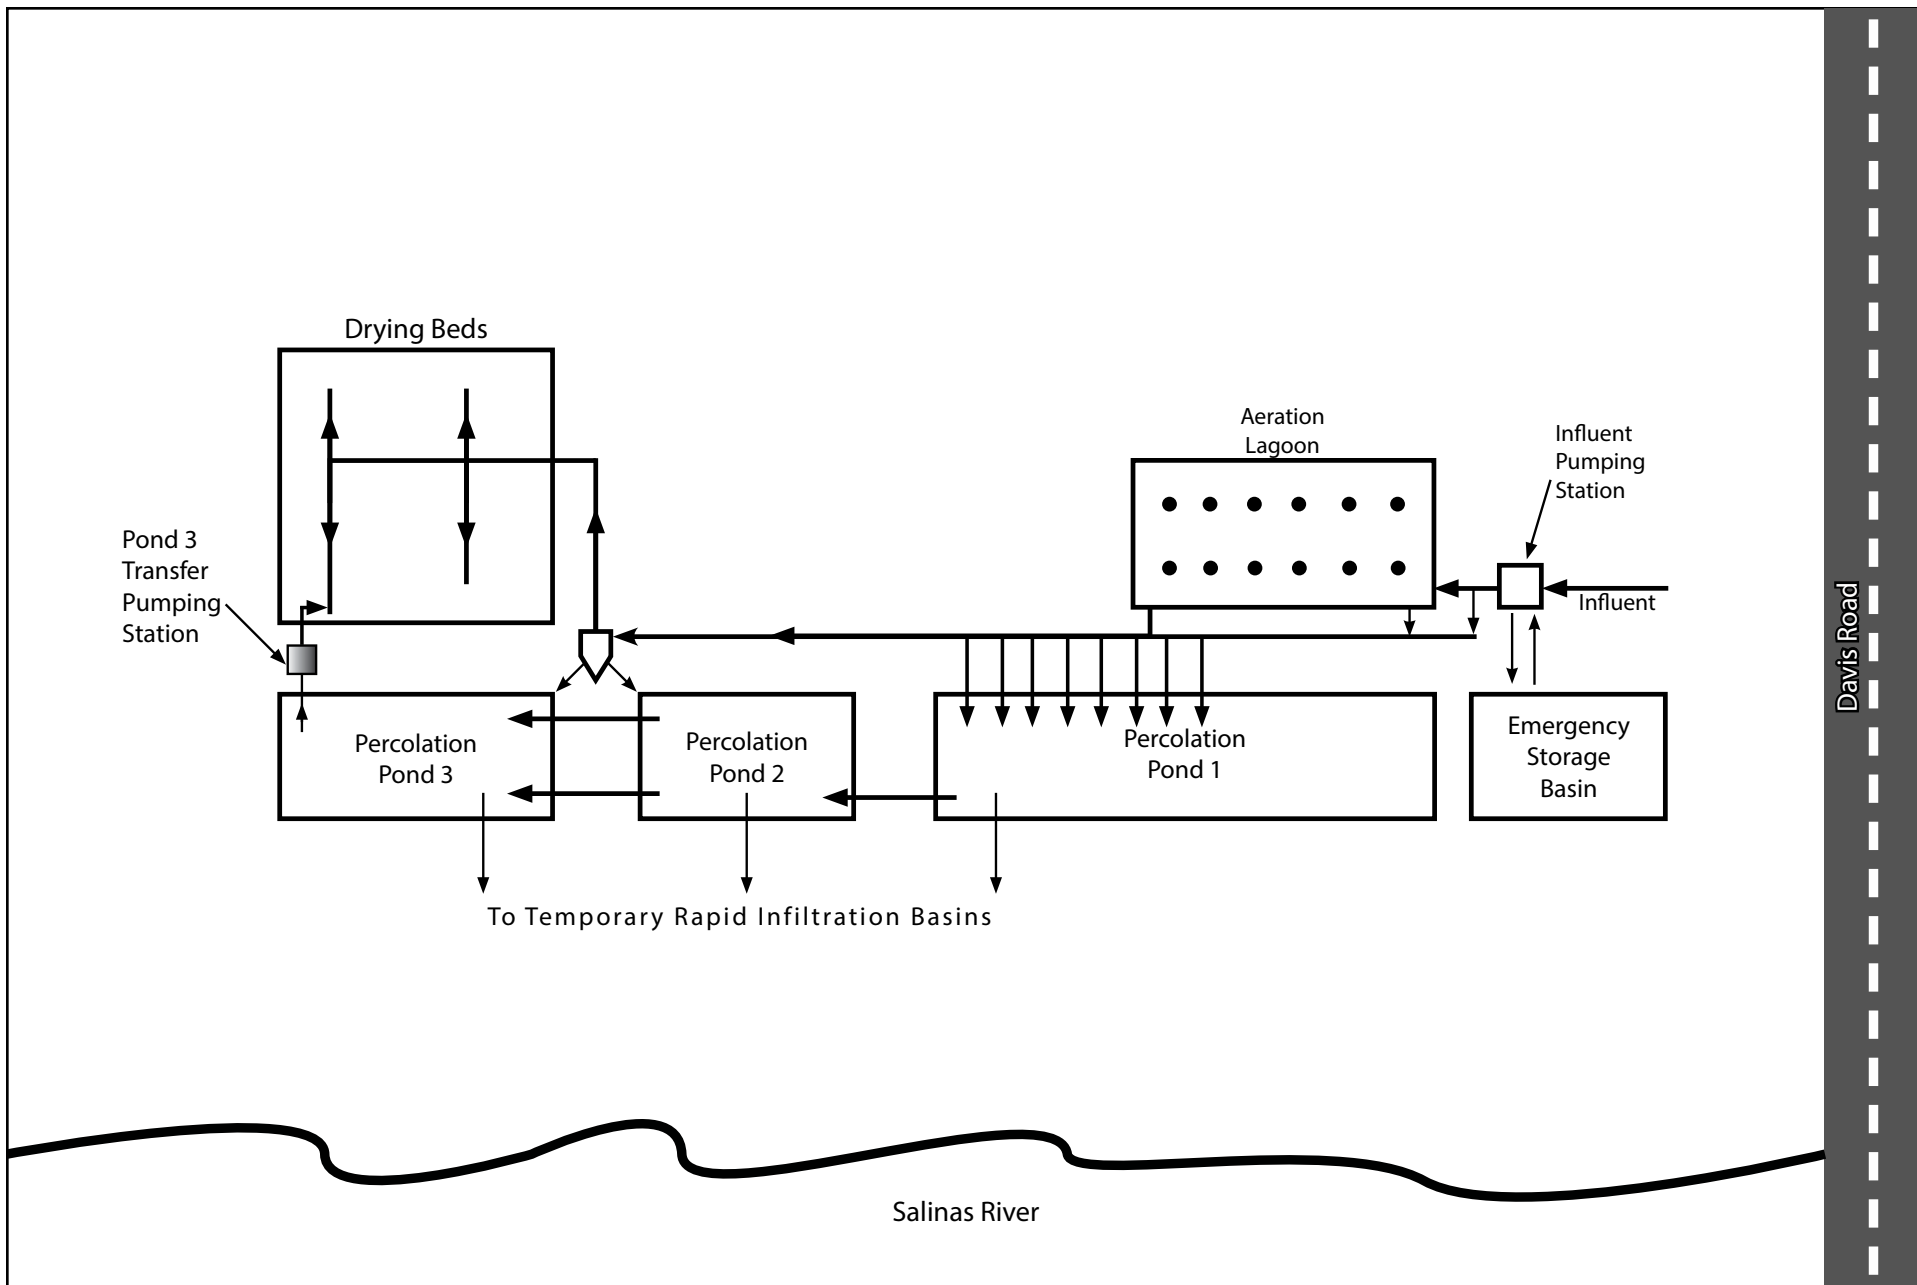 Drying Beds
Aeration
Lagoon
Influent
Pumping
Station
Pond 3
Transfer
Pumping
Station
Influent
Davis Road
Percolation
Pond 3
Percolation
Pond 2
Percolation
Pond 1
Emergency
Storage
Basin
To Temporary Rapid Infiltration Basins
Salinas River